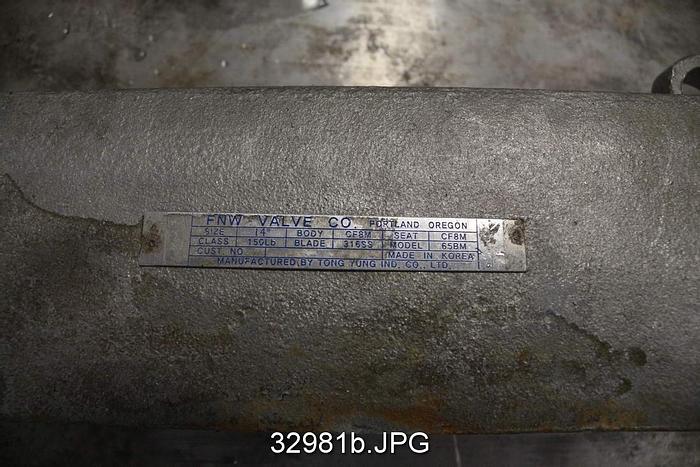 FNW VALVE CO. PORTLAND OREGON
SIZE 14" BODY CF8M SEAT CF8M
CLASS 150Lb BLADE 316SS MODEL 65BM
CUST. NO. MADE IN KOREA
MANUFACTURED BY TONG YUNG IND. CO., LTD.
32981b.JPG